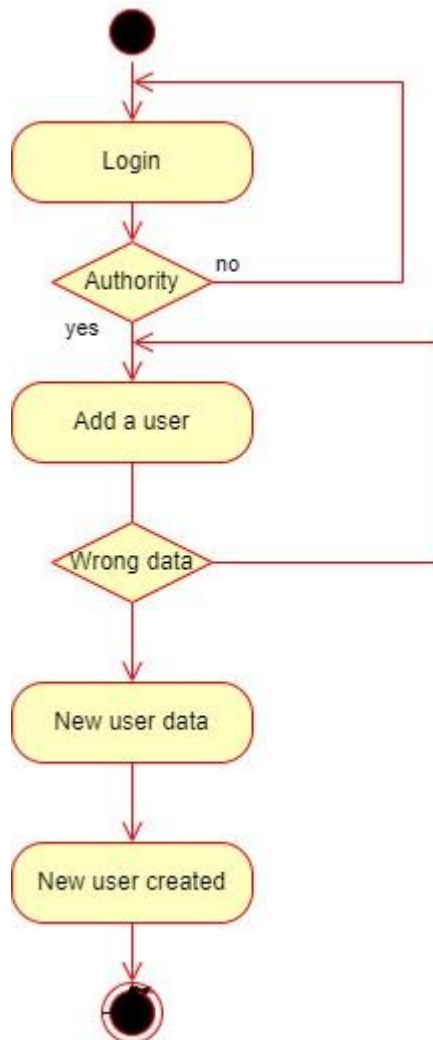 Login
Authority
no
yes
Add a user
Wrong data
New user data
New user created